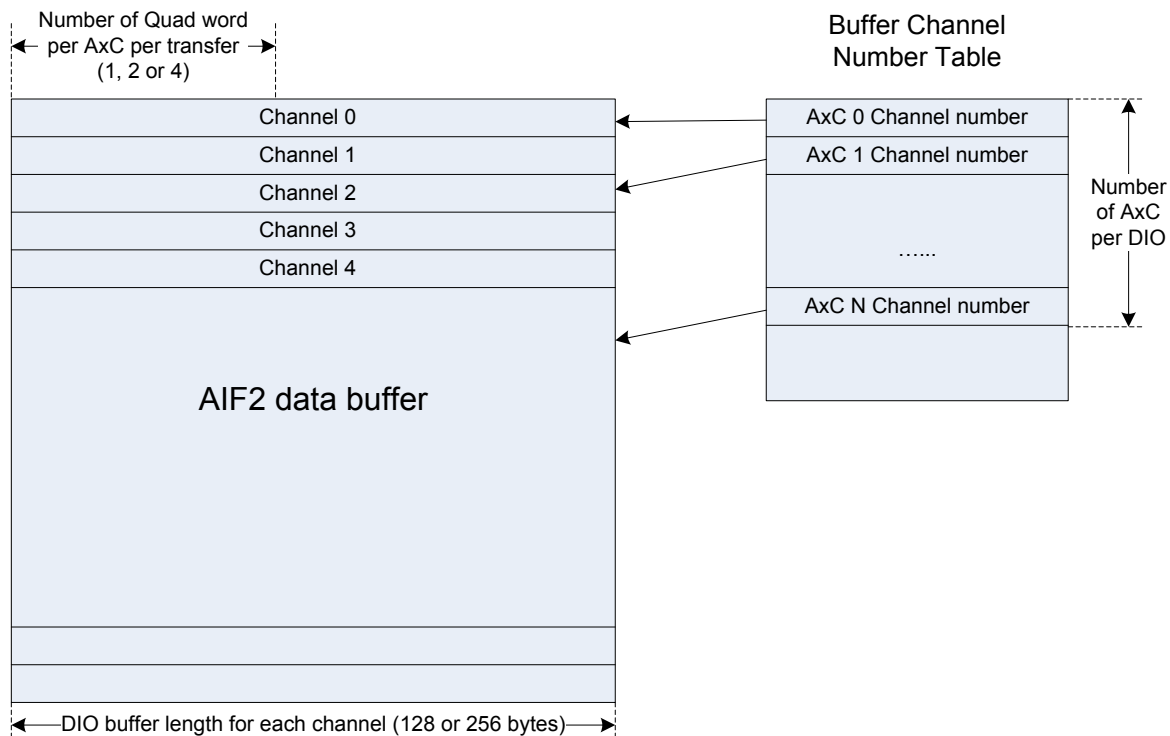 Number of Quad word
per AxC per transfer
(1, 2 or 4)
Buffer Channel
Number Table
Channel 0
Channel 1
Channel 2
Channel 3
Channel 4
AIF2 data buffer
DIO buffer length for each channel (128 or 256 bytes)
AxC 0 Channel number
AxC 1 Channel number
…...
AxC N Channel number
Number
of AxC
per DIO